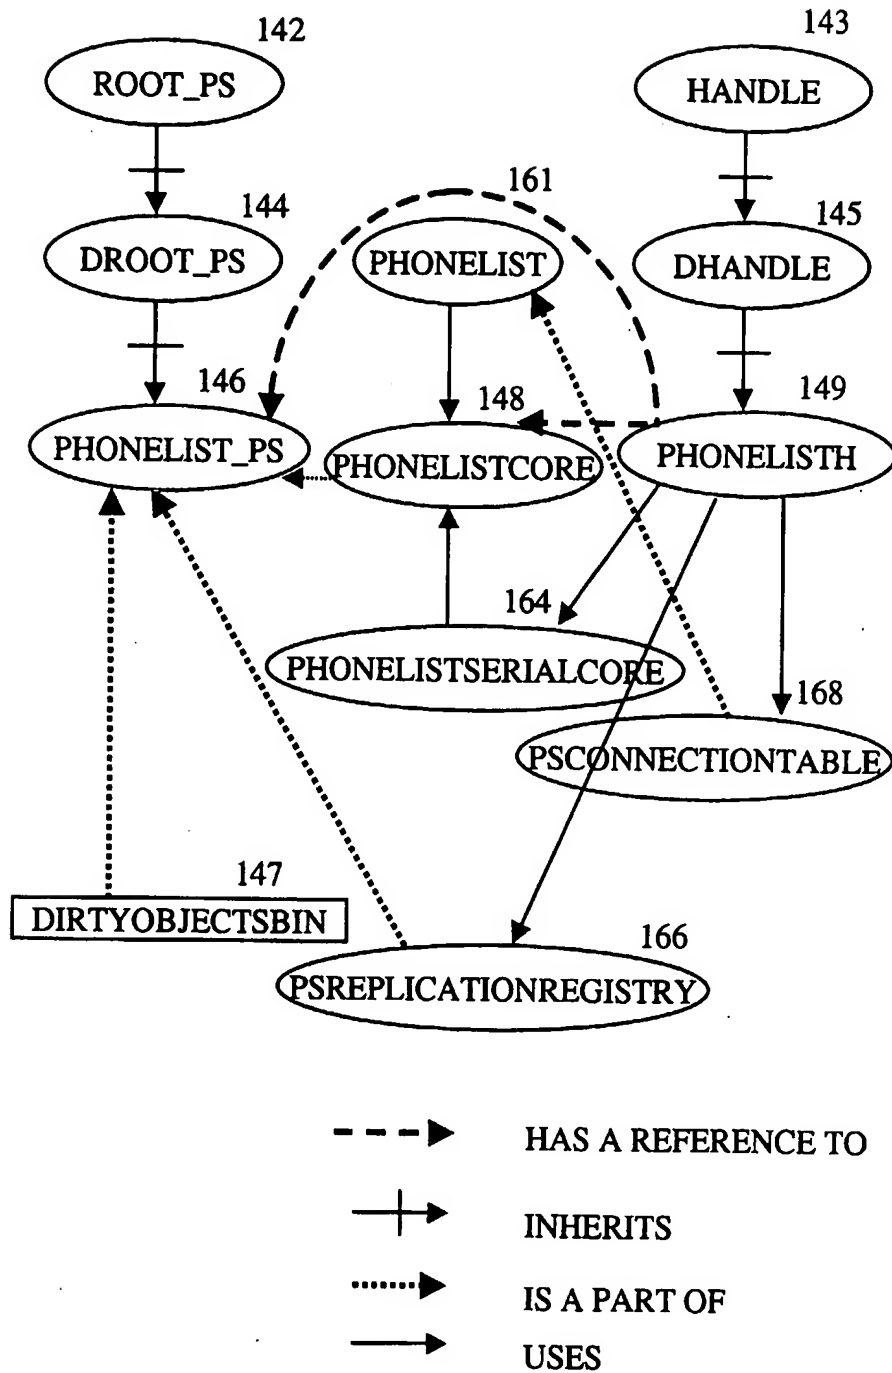 142
143
ROOT_PS
HANDLE
161
144
145
DROOT_PS
PHONELIST
DHANDLE
146
148
149
PHONELIST_PS
PHONELISTCORE
PHONELISTH
164
PHONELISTSERIALCORE
168
PSCONNECTIONTABLE
147
DIRTYOBJECTSBIN
166
PSREPLICATIONREGISTRY
HAS A REFERENCE TO
INHERITS
IS A PART OF
USES